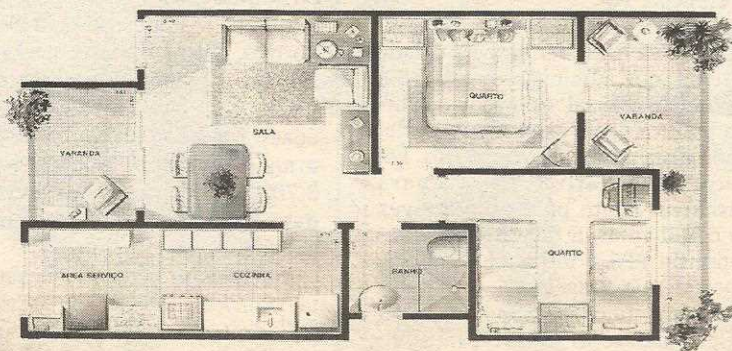 QUARTO
VARANDA
SALA
VARANDA
QUARTO
ÁREA SERVIÇO
COZINHA
BANHO